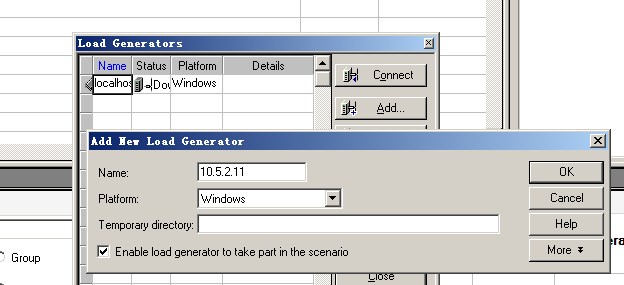 Load Generators
Name Status Platform Details
localhos Dov Windows
Connect
Add...
Add New Load Generator
Name: 10.5.2.11
OK
Platform: Windows
Cancel
Temporary directory:
Help
Enable load generator to take part in the scenario
More
Group
Close